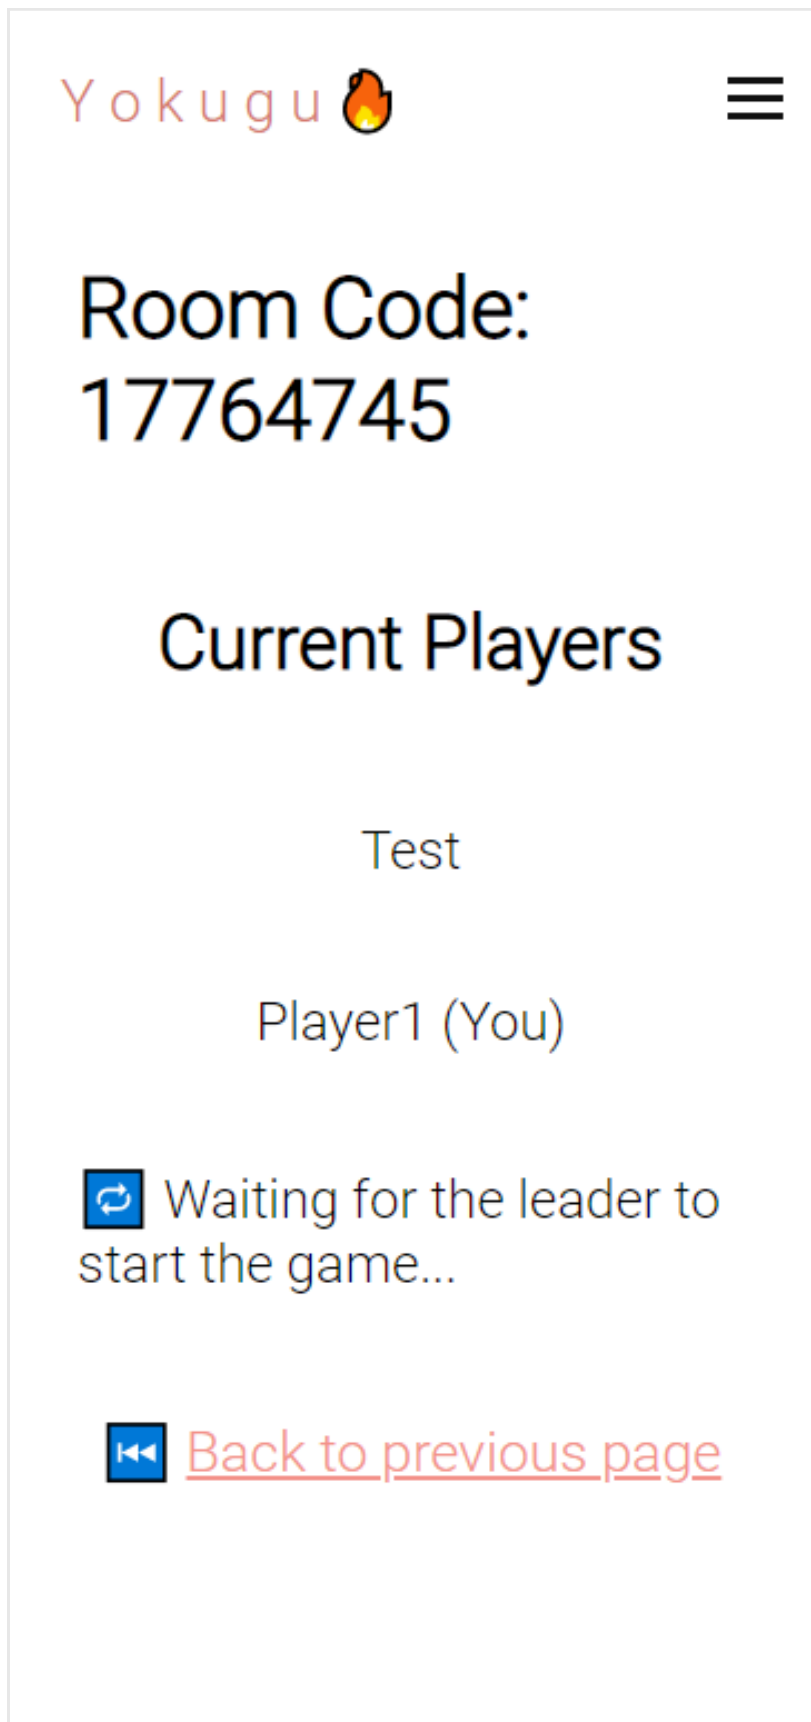 Yokugu🔥
Room Code:
17764745
Current Players
Test
Player1 (You)
🔁 Waiting for the leader to
start the game...
⏮ Back to previous page